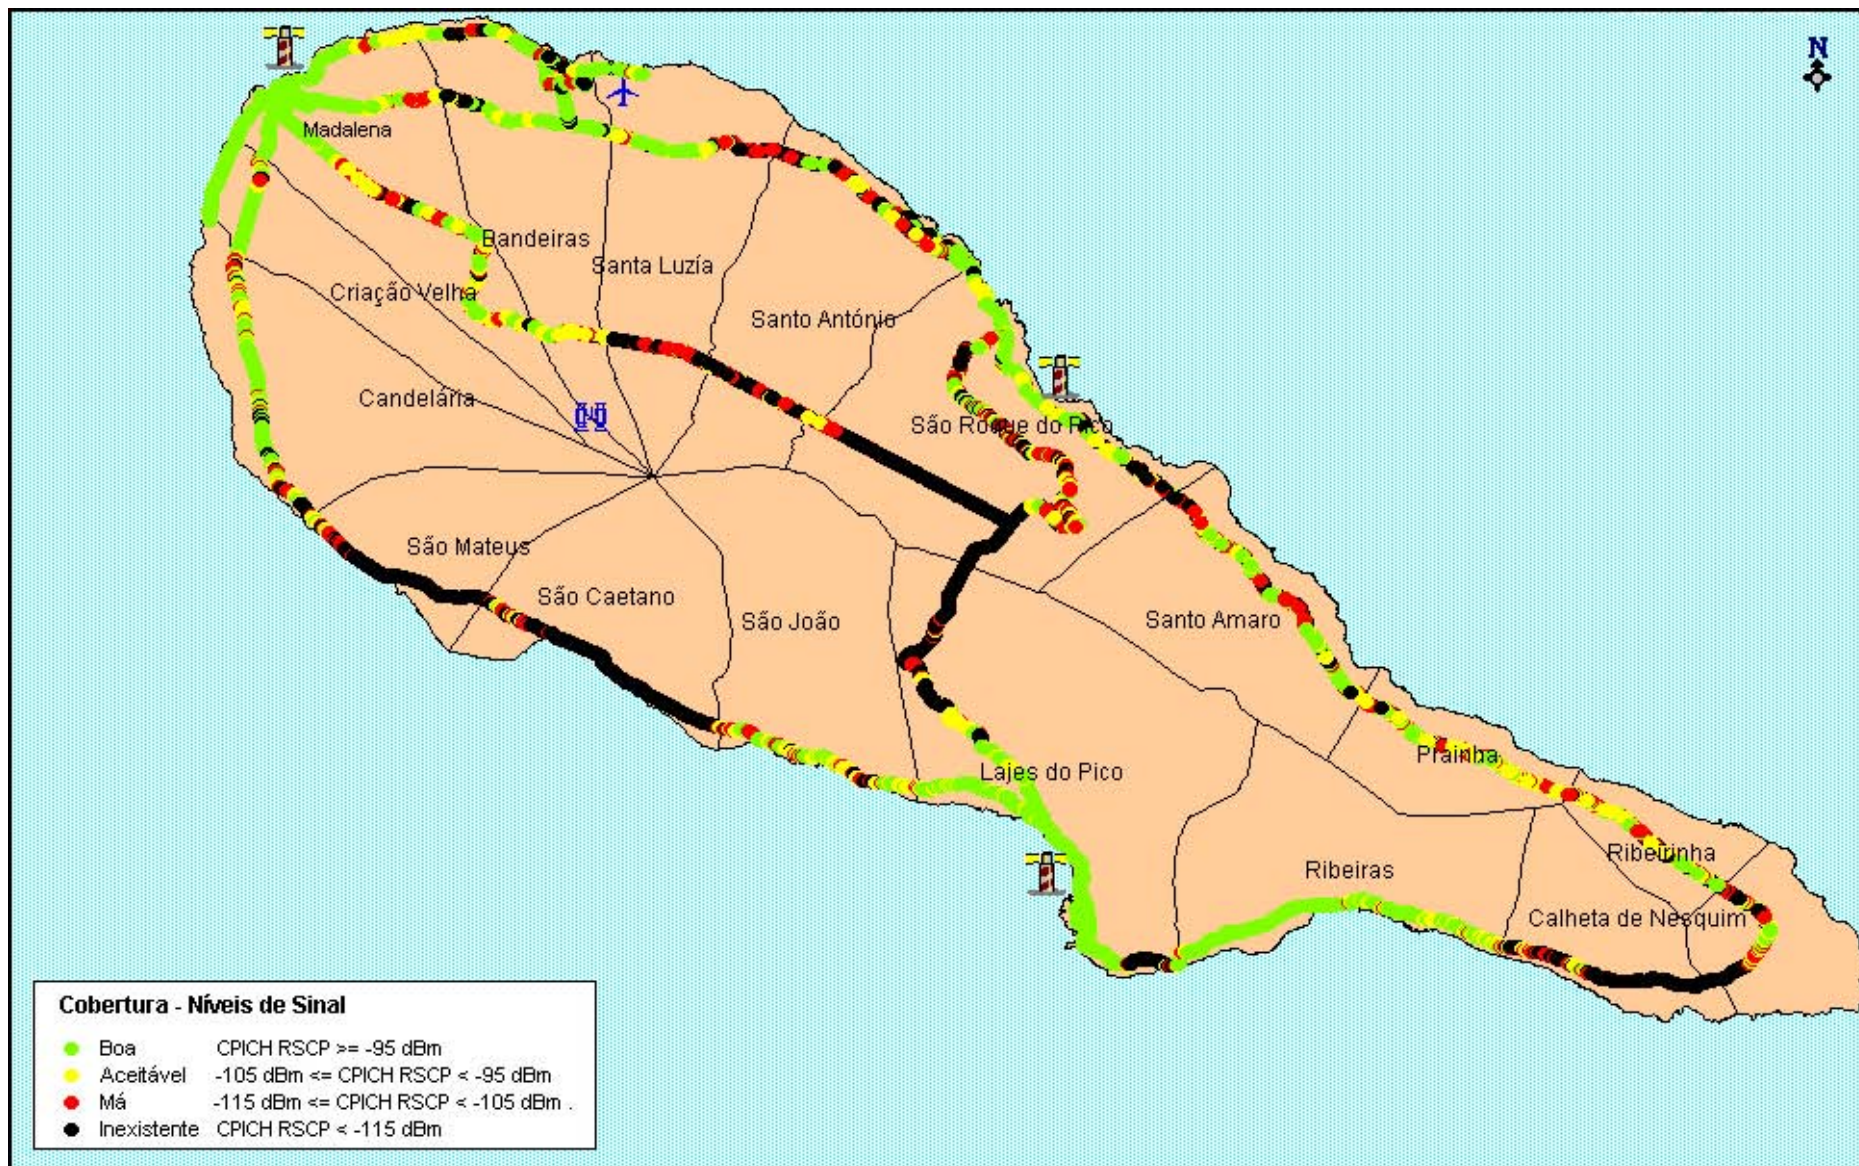 N
Madalena
Bandeiras
Santa Luzía
Criação Velha
Santo António
Candelária
São Roque do Pico
São Mateus
São Caetano
São João
Santo Amaro
Prainha
Lajes do Pico
Ribeirinha
Ribeiras
Calheta de Nesquim
Cobertura - Níveis de Sinal
Boa CPICH RSCP >= -95 dBm
Aceitável -105 dBm <= CPICH RSCP < -95 dBm
Má -115 dBm <= CPICH RSCP < -105 dBm .
Inexistente CPICH RSCP < -115 dBm